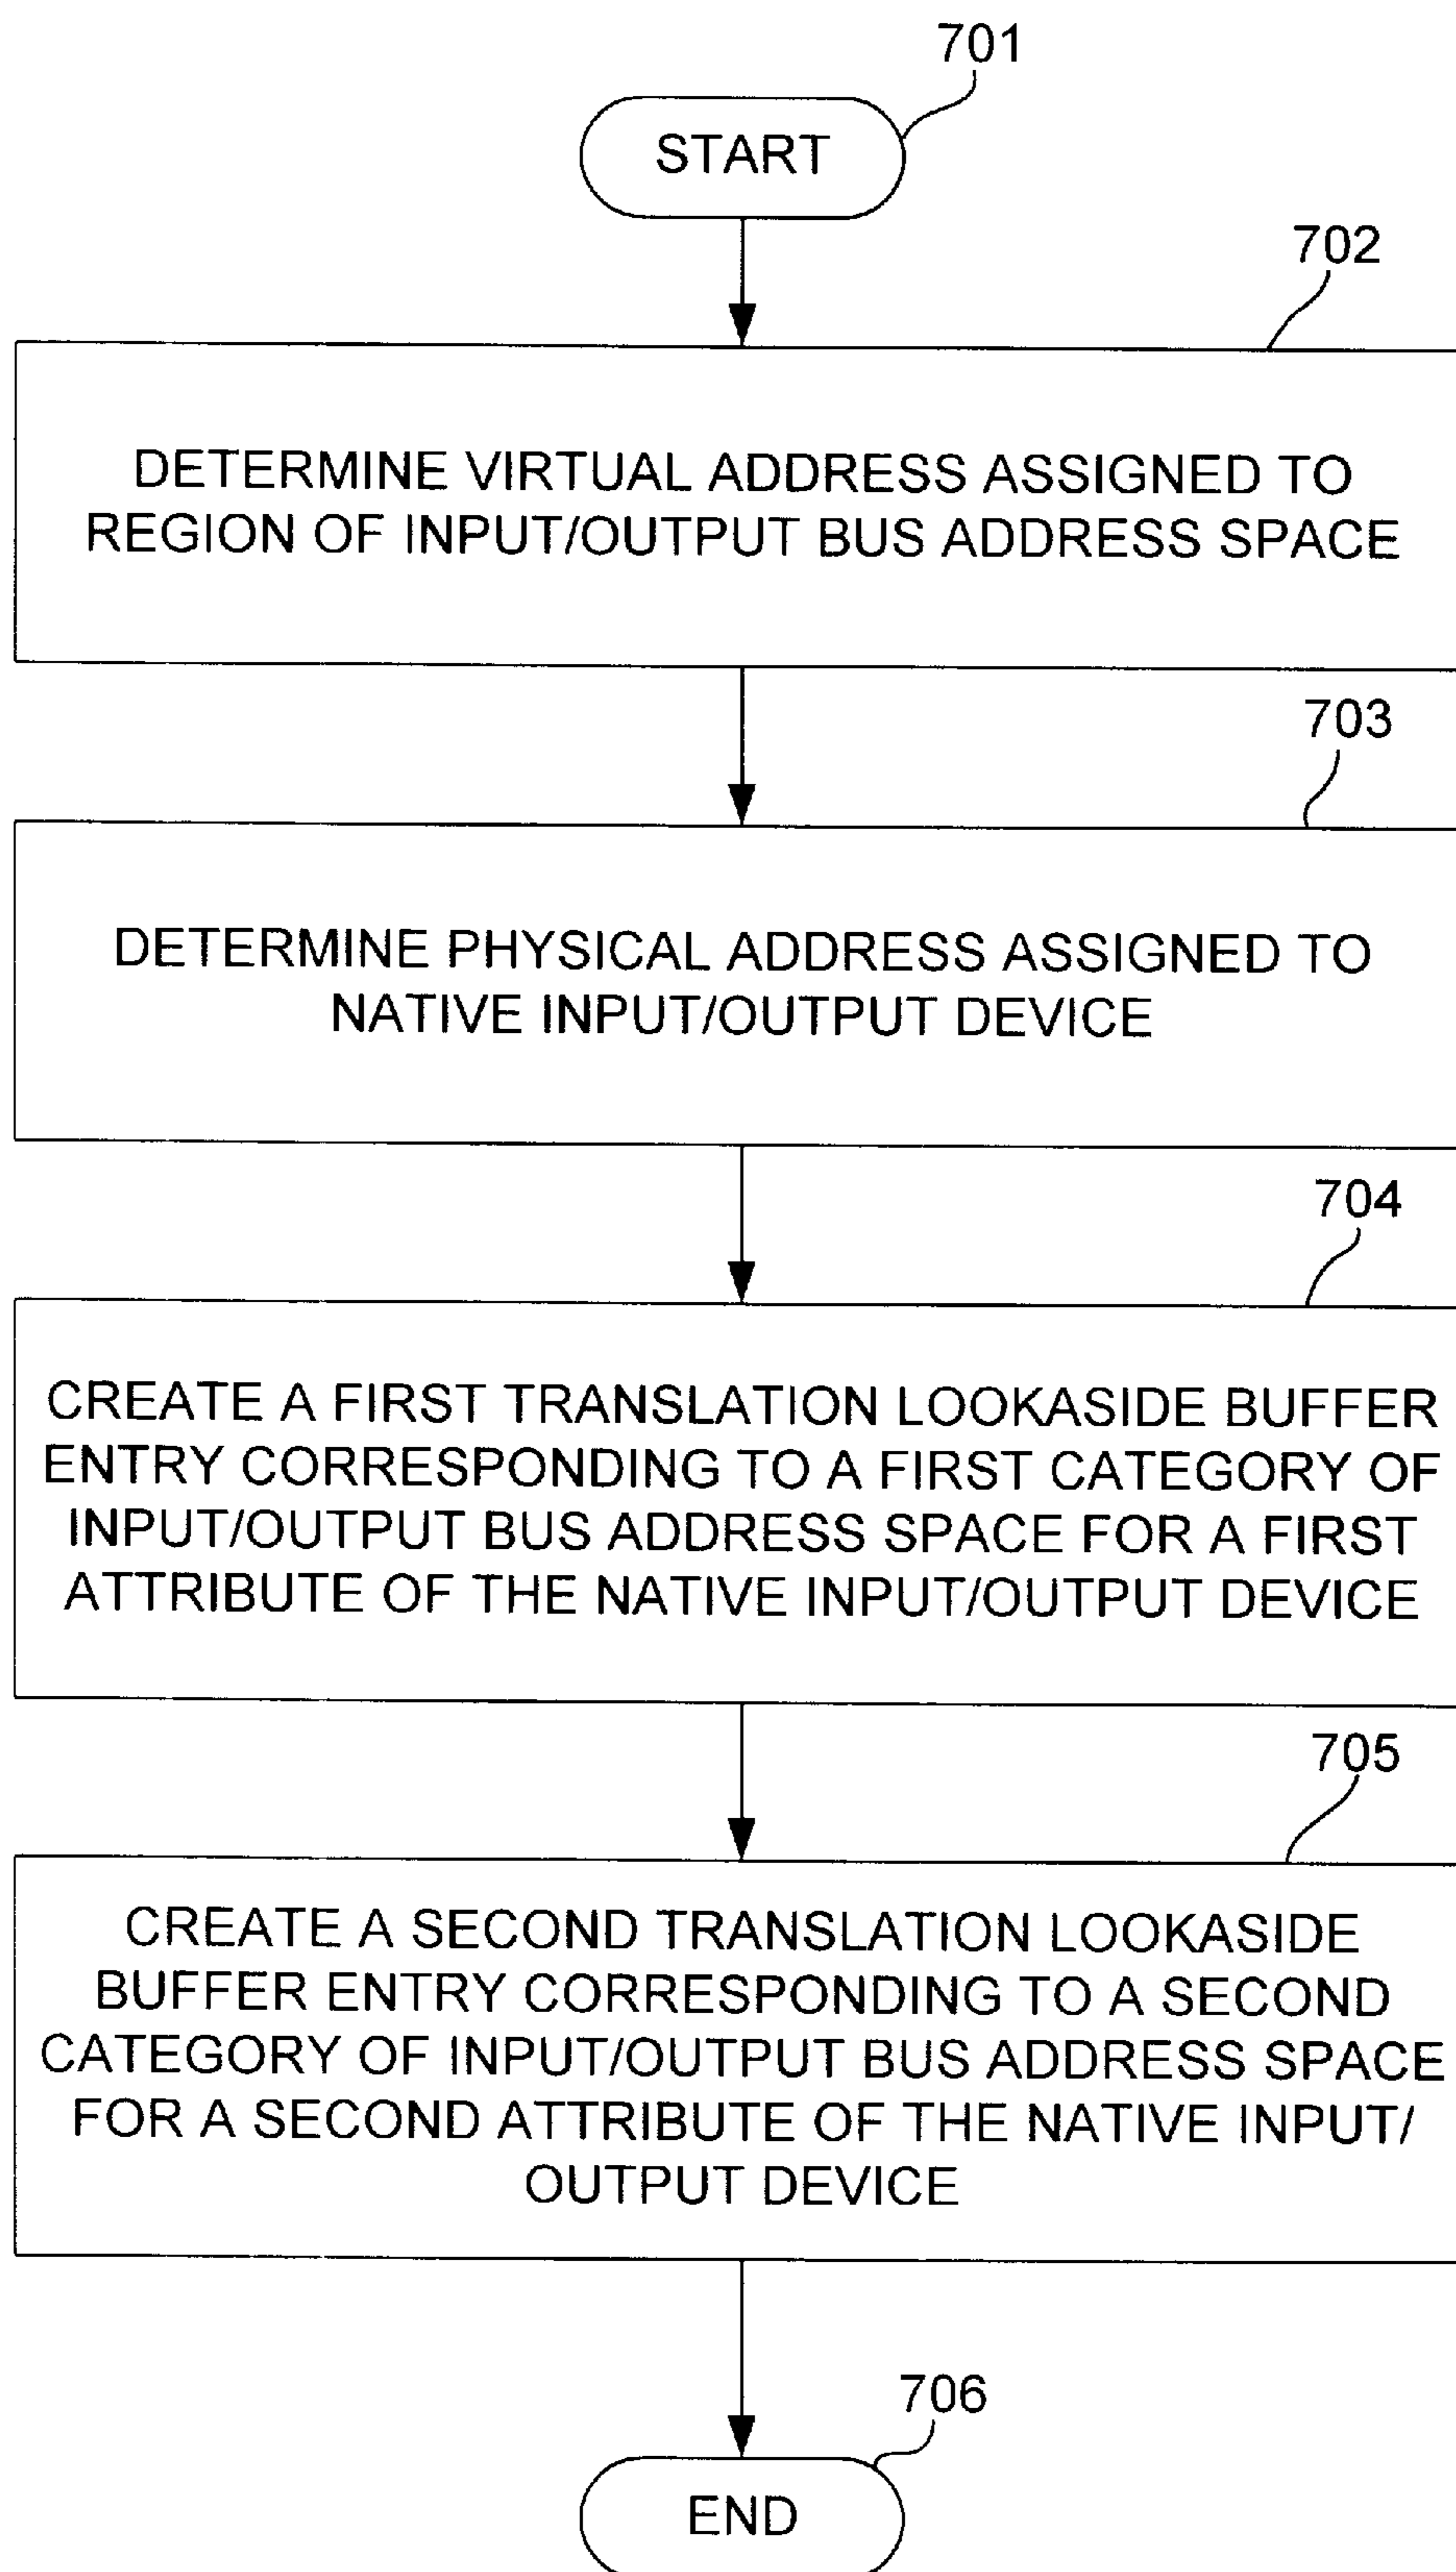 701
START
702
DETERMINE VIRTUAL ADDRESS ASSIGNED TO
REGION OF INPUT/OUTPUT BUS ADDRESS SPACE
703
DETERMINE PHYSICAL ADDRESS ASSIGNED TO
NATIVE INPUT/OUTPUT DEVICE
704
CREATE A FIRST TRANSLATION LOOKASIDE BUFFER
ENTRY CORRESPONDING TO A FIRST CATEGORY OF
INPUT/OUTPUT BUS ADDRESS SPACE FOR A FIRST
ATTRIBUTE OF THE NATIVE INPUT/OUTPUT DEVICE
705
CREATE A SECOND TRANSLATION LOOKASIDE
BUFFER ENTRY CORRESPONDING TO A SECOND
CATEGORY OF INPUT/OUTPUT BUS ADDRESS SPACE
FOR A SECOND ATTRIBUTE OF THE NATIVE INPUT/
OUTPUT DEVICE
706
END